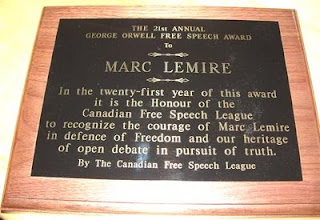 THE 21st ANNUAL
GEORGE ORWELL FREE SPEECH AWARD
To
MARC LEMIRE
In the twenty-first year of this award
it is the Honour of the
Canadian Free Speech League
to recognize the courage of Marc Lemire
in defence of Freedom and our heritage
of open debate in pursuit of truth.
By The Canadian Free Speech League